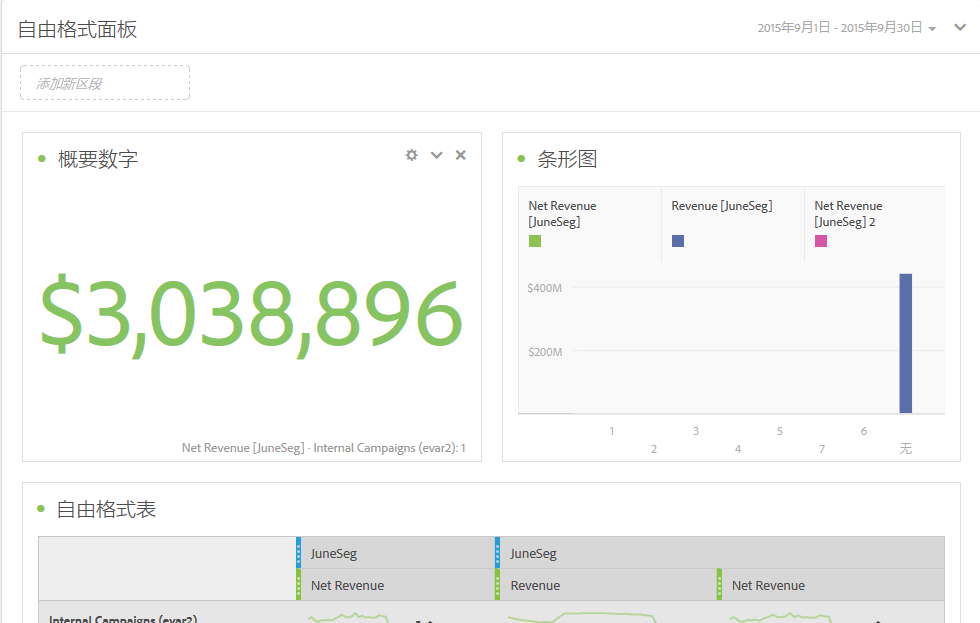 自由格式面板
2015年9月1日 - 2015年9月30日
添加新区段
概要数字
$3,038,896
Net Revenue [JuneSeg] · Internal Campaigns (evar2): 1
条形图
Net Revenue
[JuneSeg]
Revenue [JuneSeg]
Net Revenue
[JuneSeg] 2
$400M
$200M
1 3 5 6
2 4 7 无
自由格式表
JuneSeg JuneSeg
Net Revenue Revenue Net Revenue
Internal Campaigns (evar2)